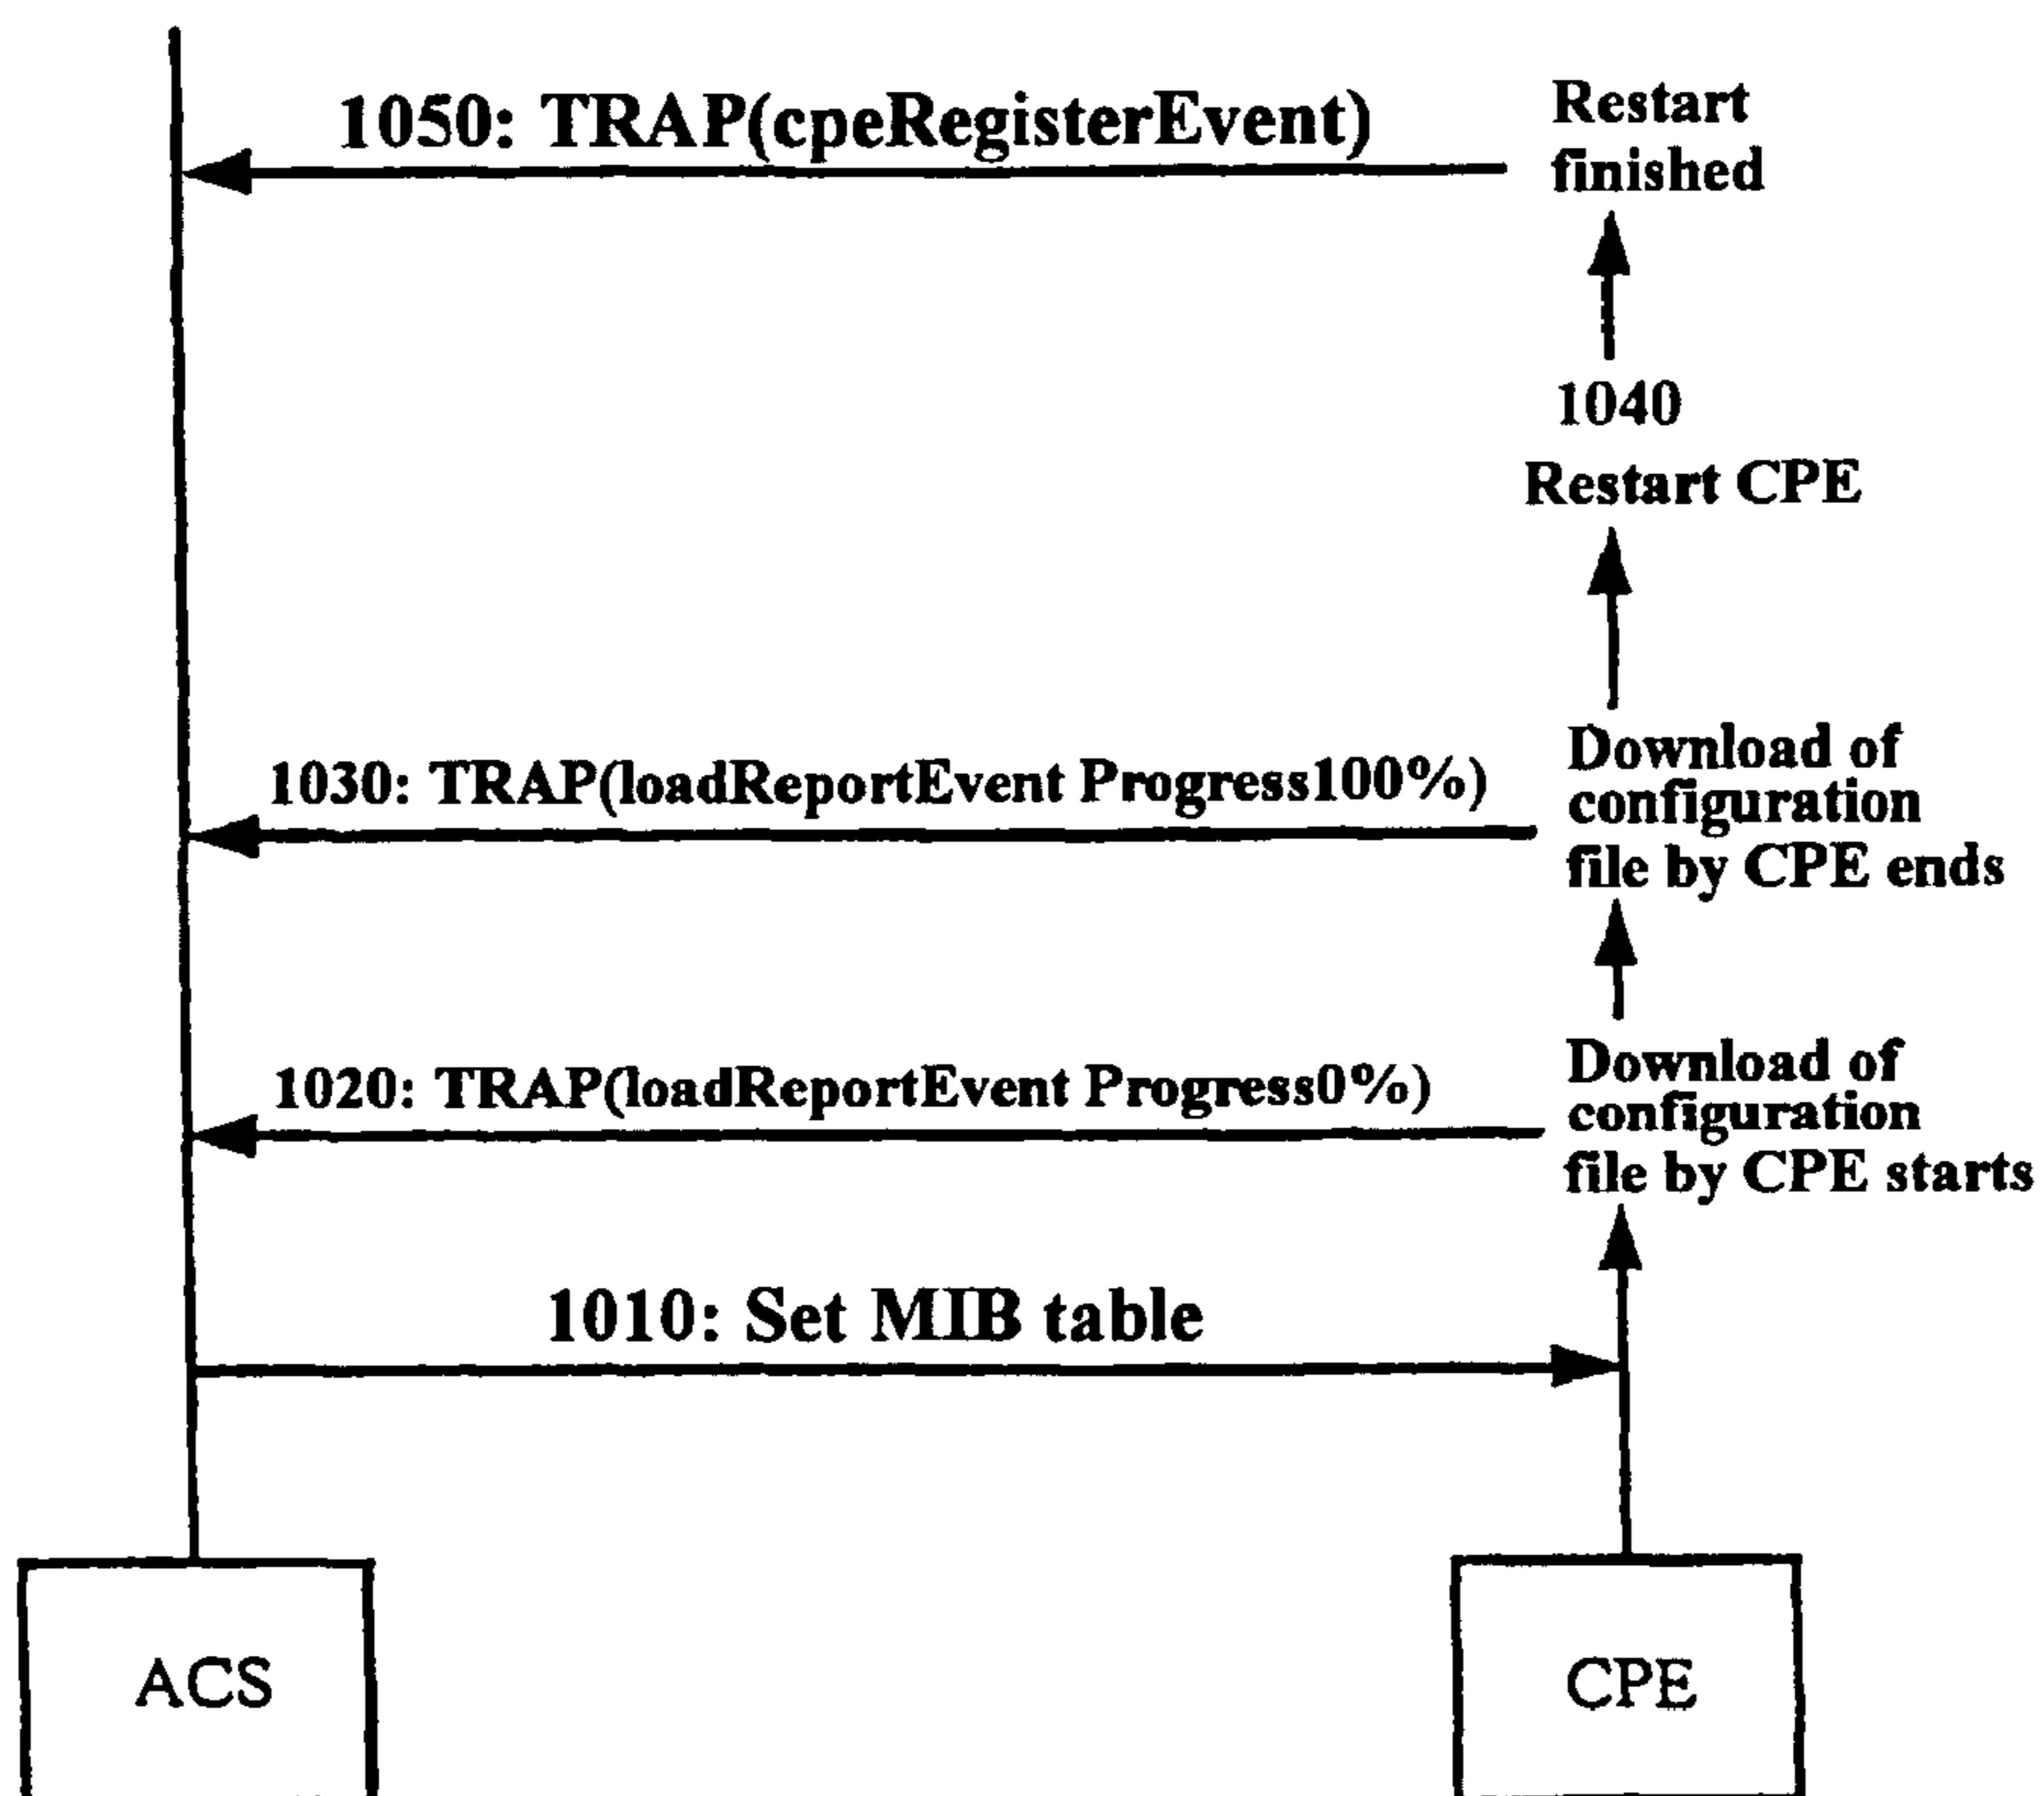 1050: TRAP(cpeRegisterEvent)
Restart
finished
1040
Restart CPE
1030: TRAP(loadReportEvent Progress100%)
Download of
configuration
file by CPE ends
1020: TRAP(loadReportEvent Progress0%)
Download of
configuration
file by CPE starts
1010: Set MIB table
ACS
CPE